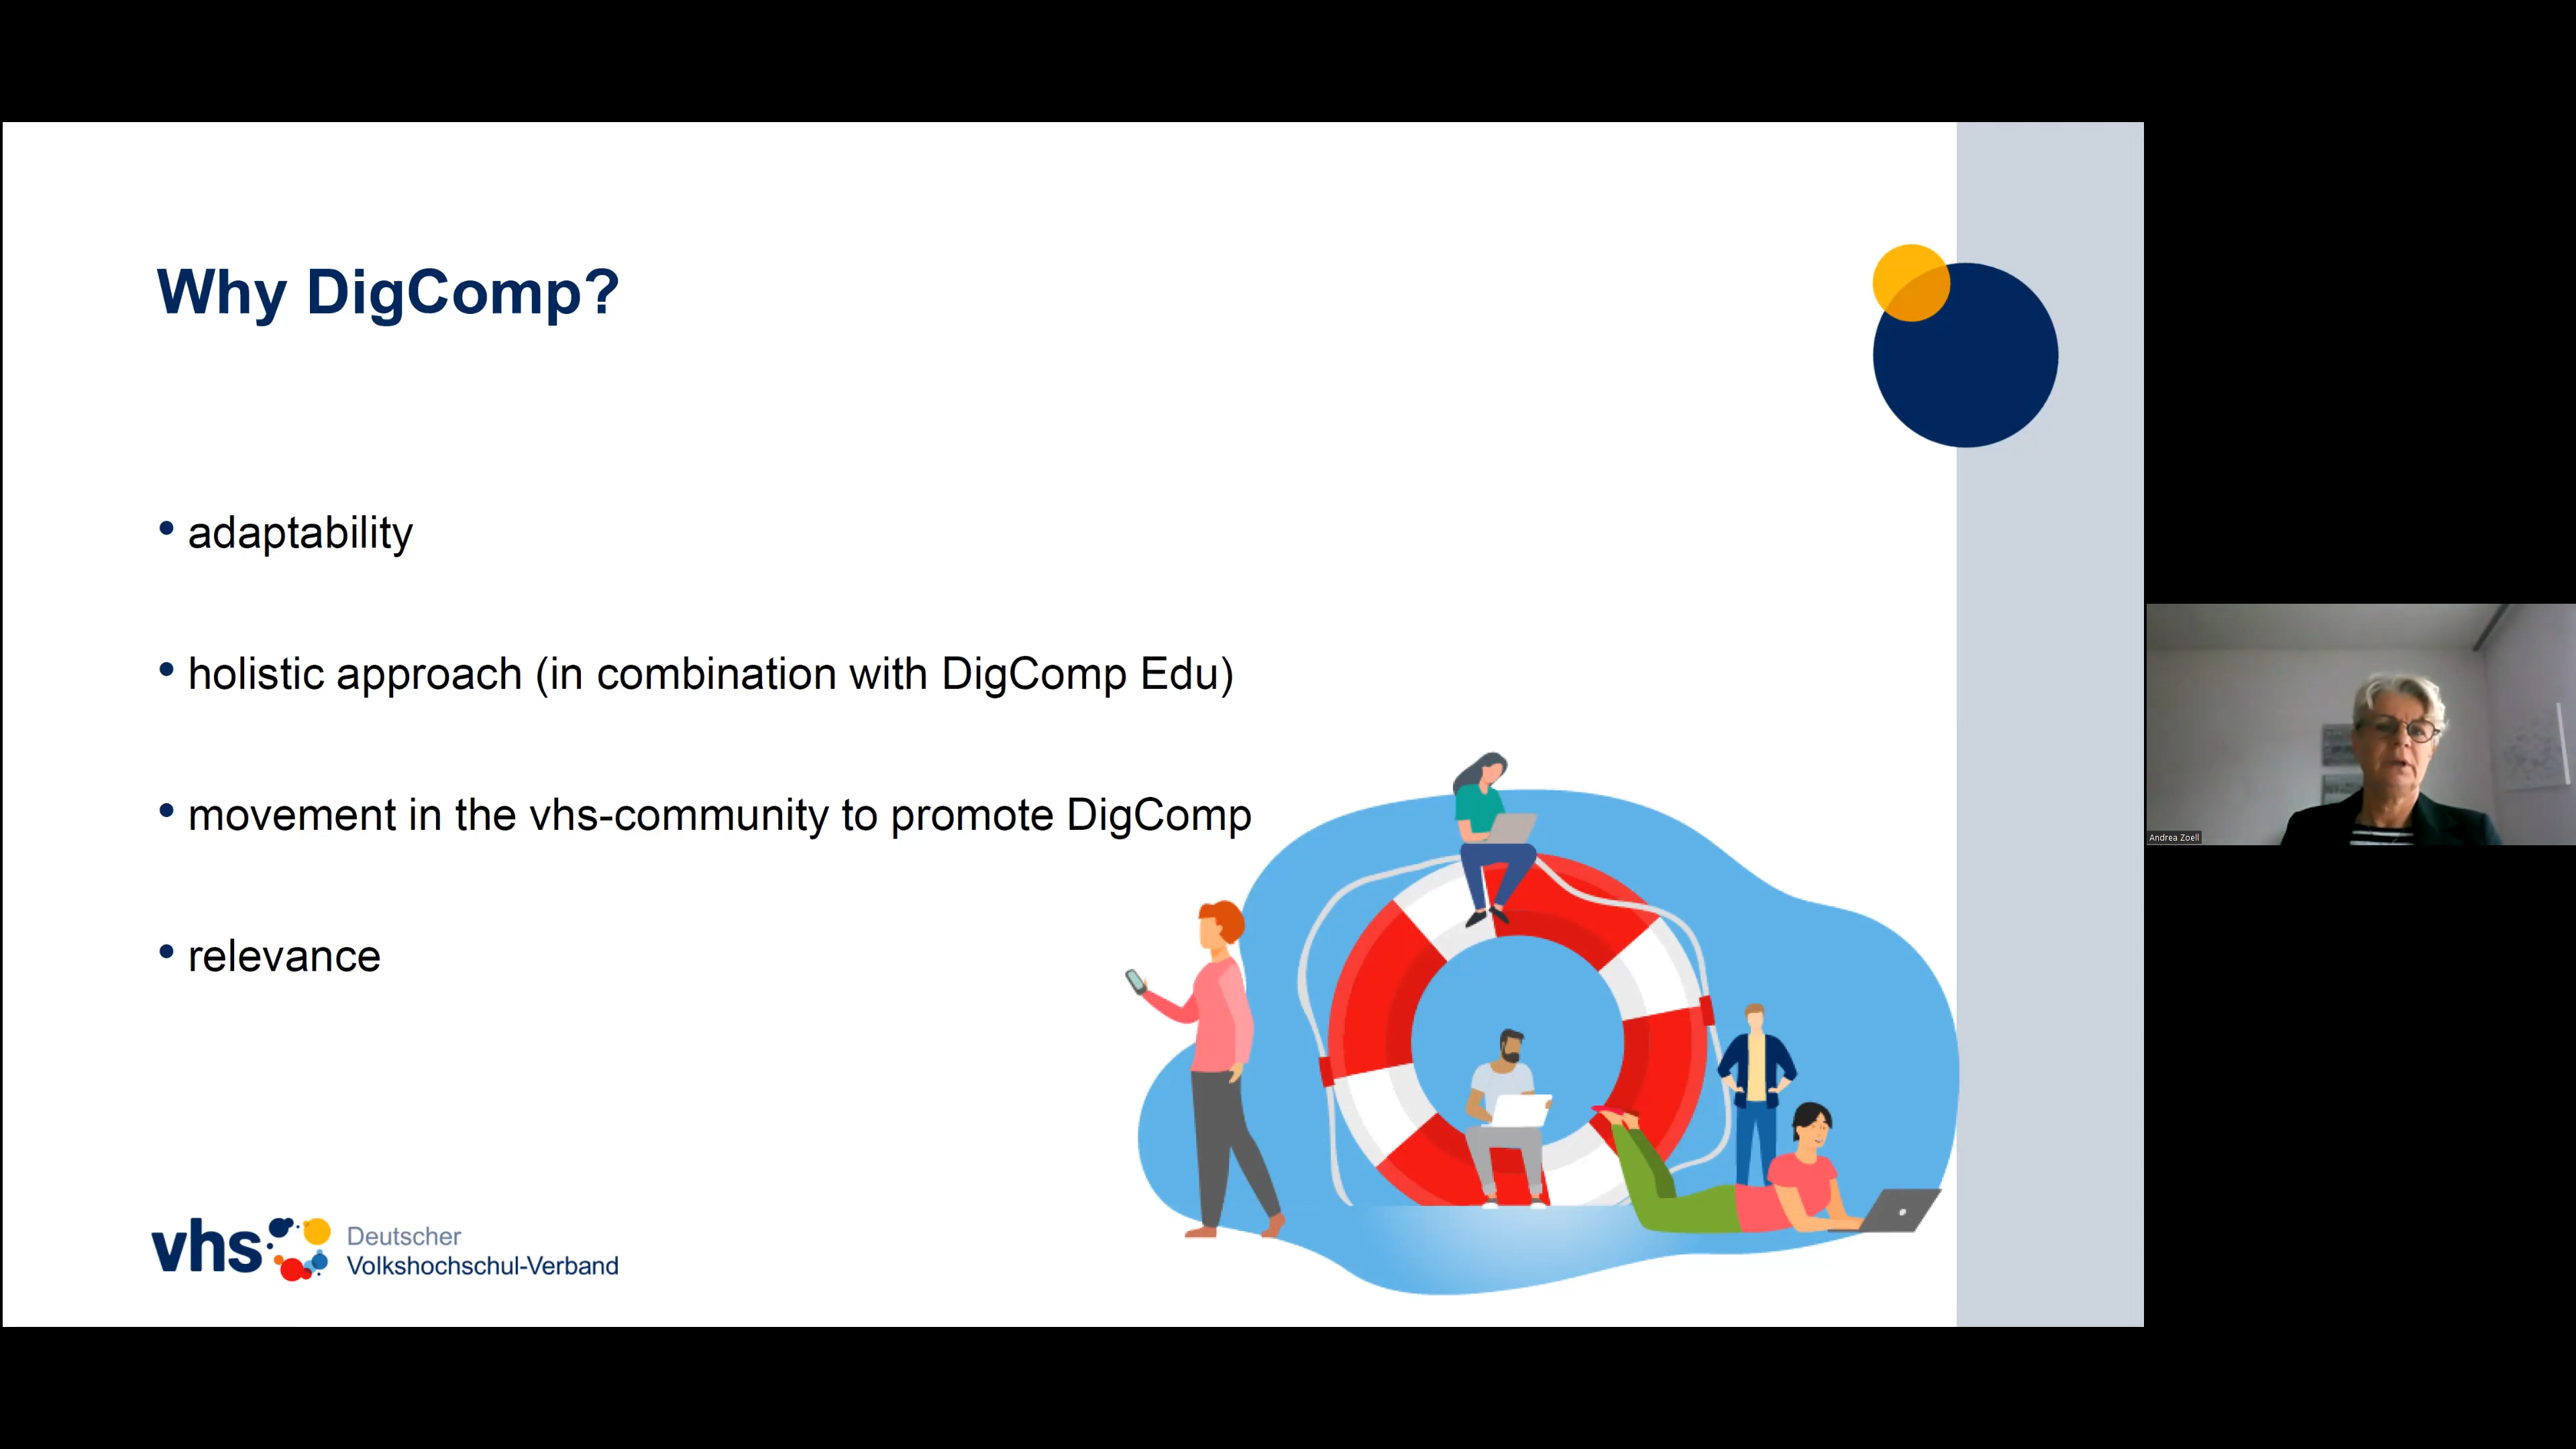 Why DigComp?
• adaptability
• holistic approach (in combination with DigComp Edu)
• movement in the vhs-community to promote DigComp
• relevance
vhs
Deutscher
Volkshochschul-Verband
Andrea Zoell